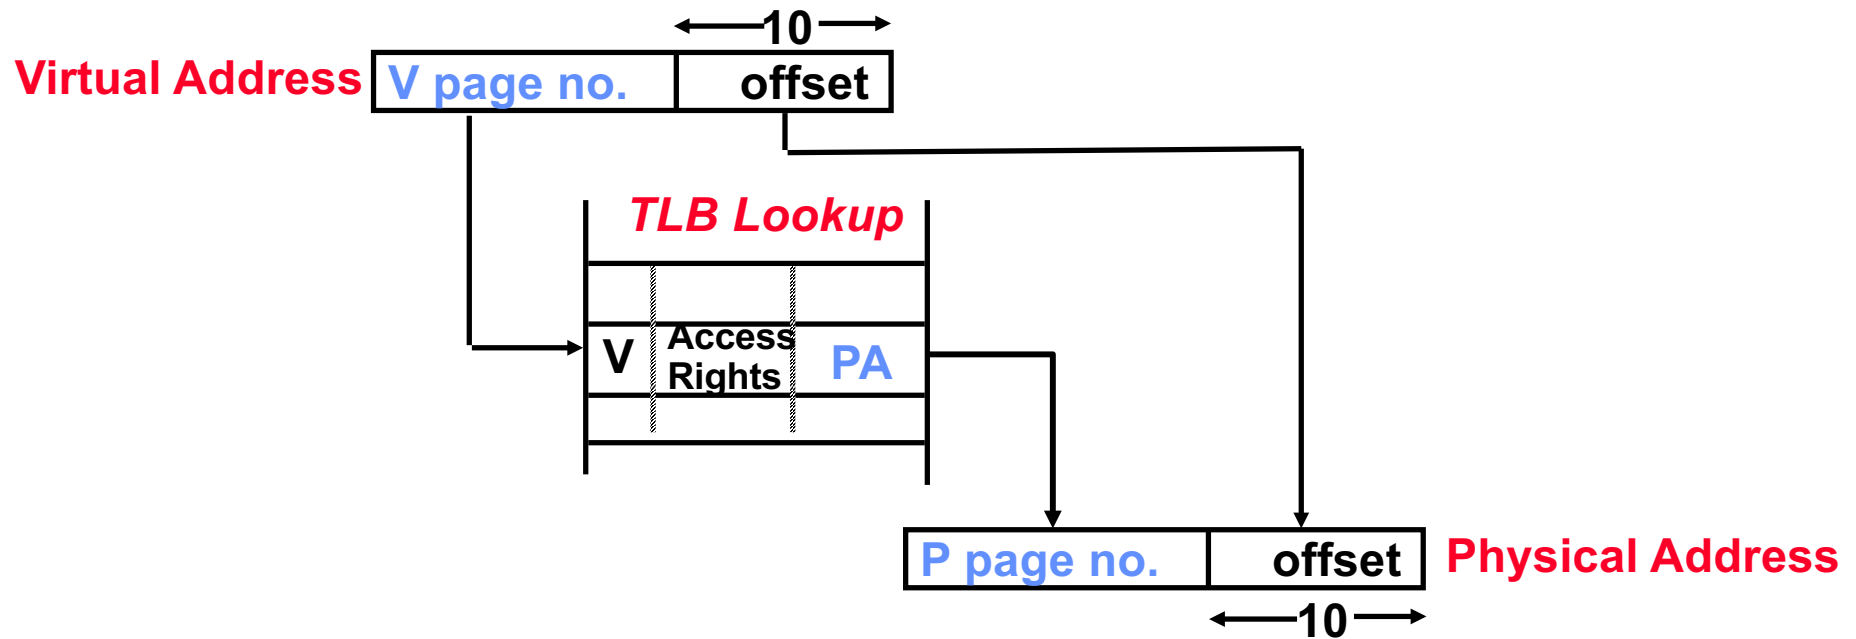 10
Virtual Address
V page no.
offset
TLB Lookup
V
Access
Rights
PA
P page no.
offset
Physical Address
10